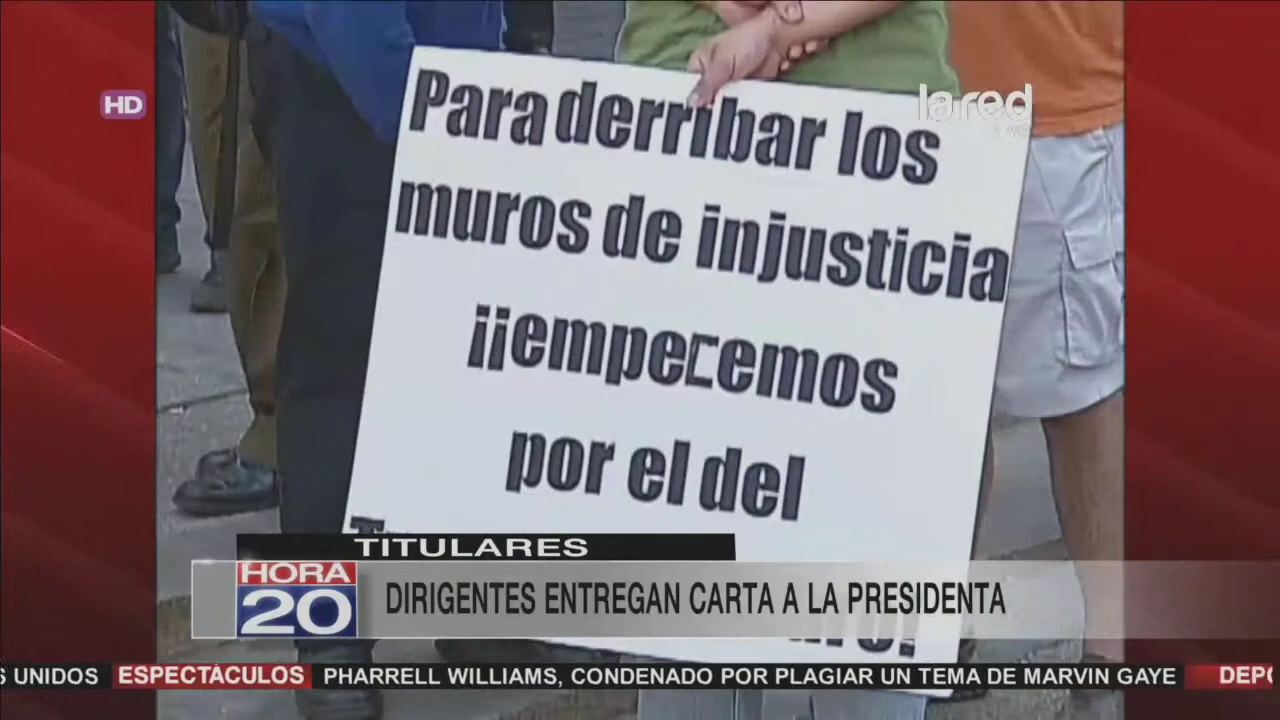 HD
lared
Para derribar los
muros de injusticia
¡¡empecemos
por el del
TITULARES
HORA
20
DIRIGENTES ENTREGAN CARTA A LA PRESIDENTA
S UNIDOS ESPECTÁCULOS PHARRELL WILLIAMS, CONDENADO POR PLAGIAR UN TEMA DE MARVIN GAYE DEPO